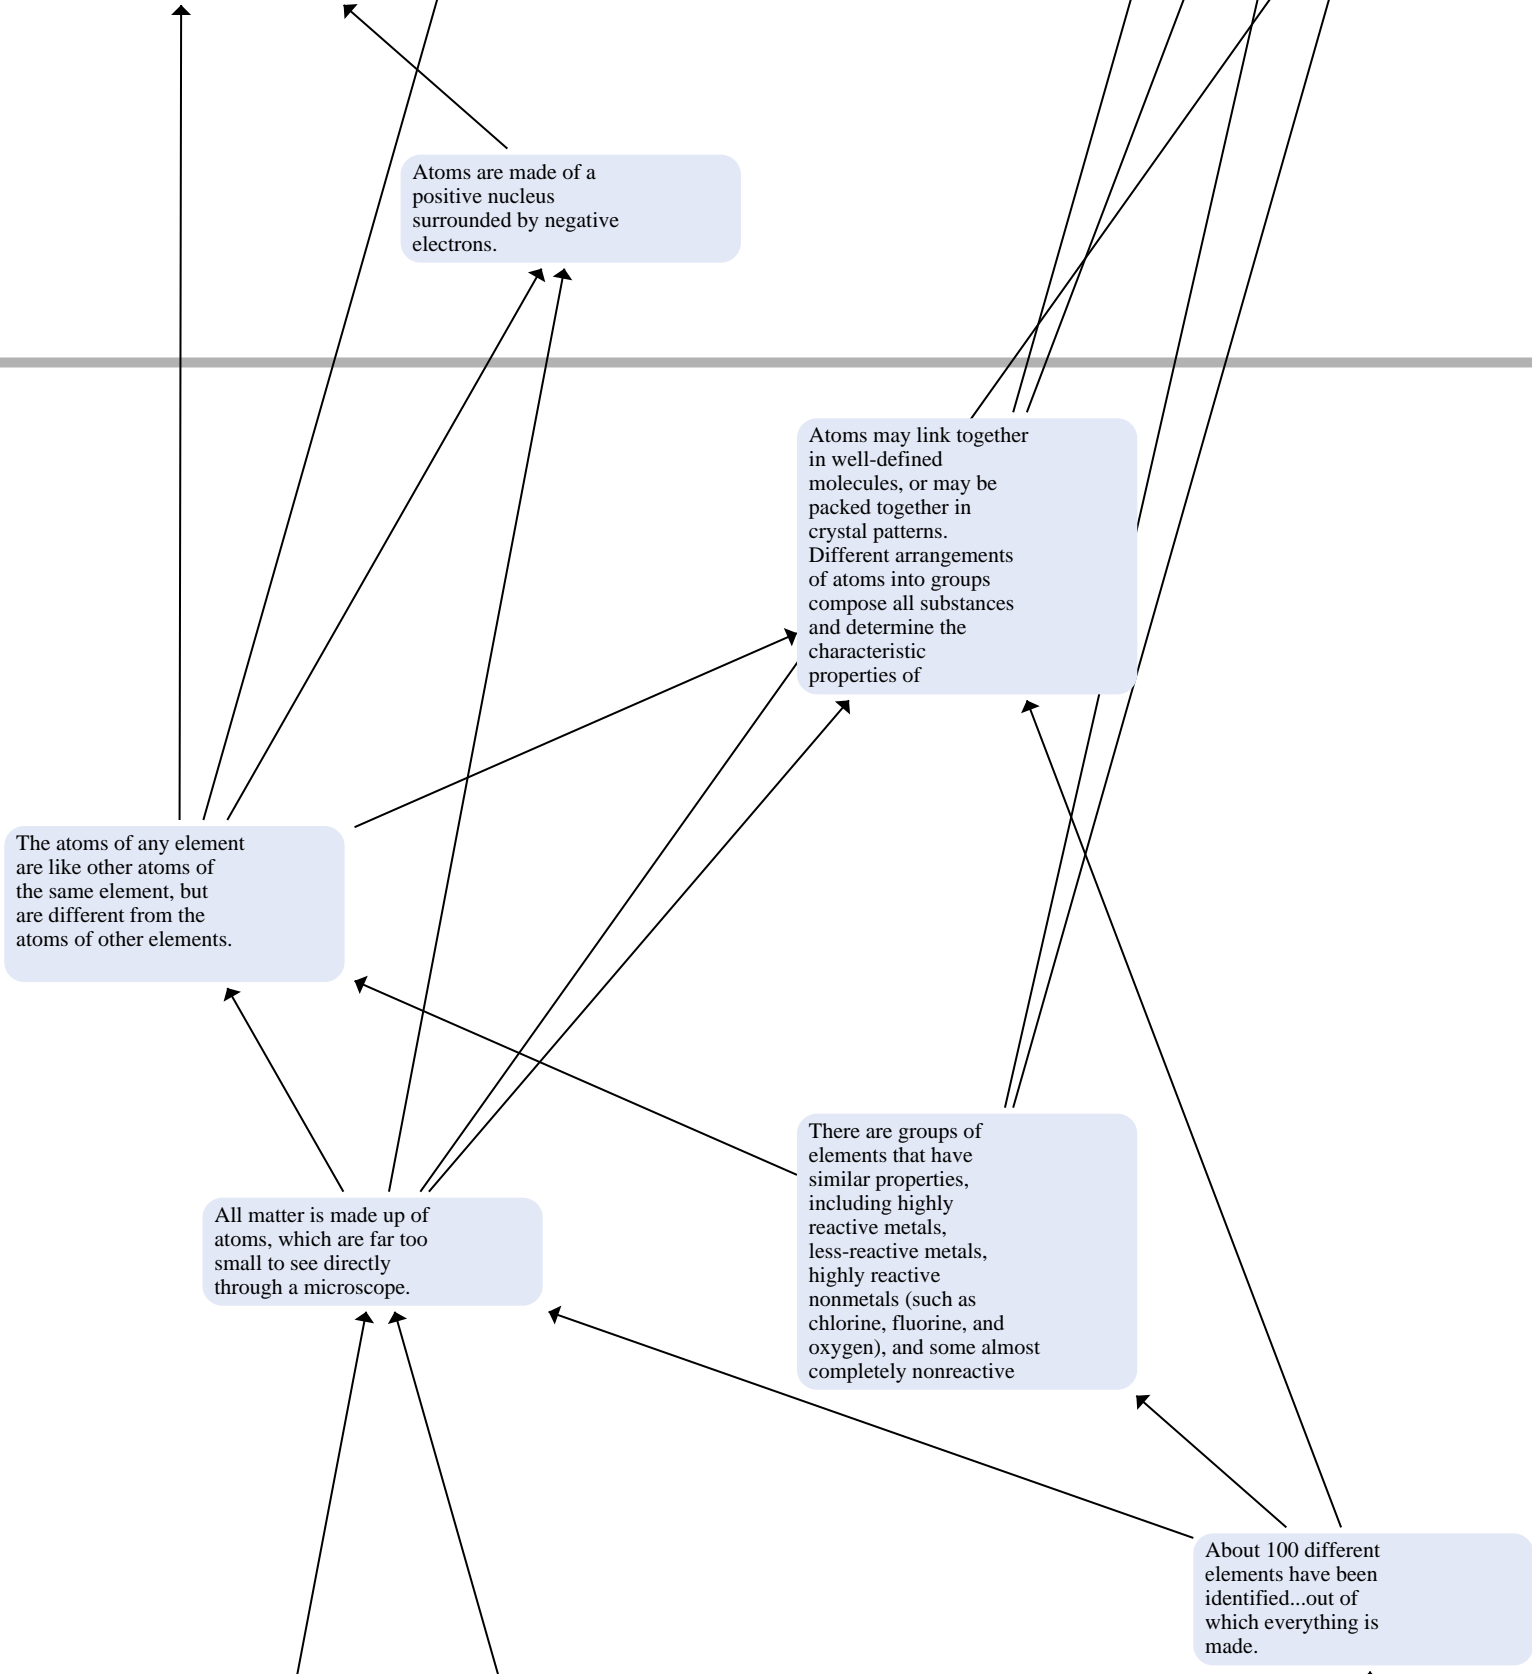 Atoms are made of a
positive nucleus
surrounded by negative
electrons.
Atoms may link together
in well-defined
molecules, or may be
packed together in
crystal patterns.
Different arrangements
of atoms into groups
compose all substances
and determine the
characteristic
properties of
The atoms of any element
are like other atoms of
the same element, but
are different from the
atoms of other elements.
There are groups of
elements that have
similar properties,
including highly
reactive metals,
less-reactive metals,
highly reactive
nonmetals (such as
chlorine, fluorine, and
oxygen), and some almost
completely nonreactive
All matter is made up of
atoms, which are far too
small to see directly
through a microscope.
About 100 different
elements have been
identified...out of
which everything is
made.